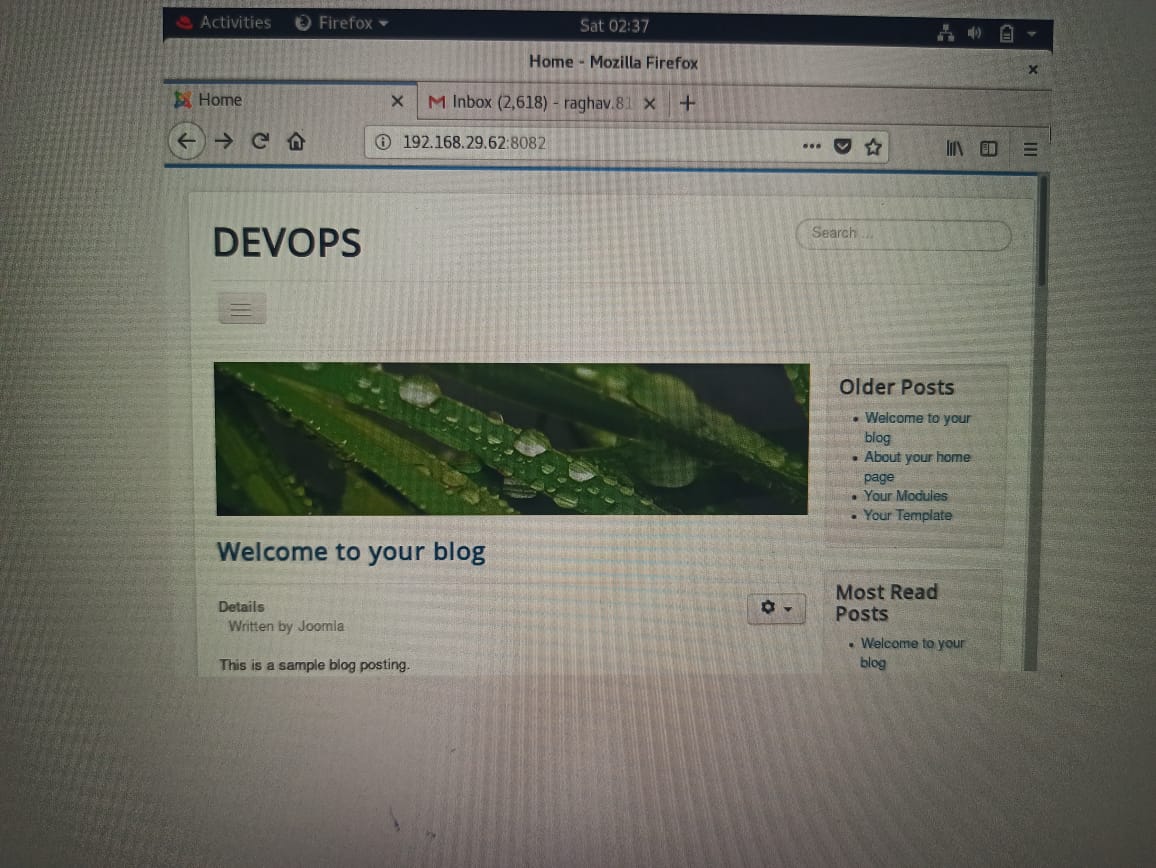 Activities Firefox Sat 02:37
Home - Mozilla Firefox
Home Inbox (2,618) - raghav.81
192.168.29.62:8082
DEVOPS
Search ...
Welcome to your blog
Details
Written by Joomla
This is a sample blog posting.
Older Posts
Welcome to your
blog
About your home
page
Your Modules
Your Template
Most Read
Posts
Welcome to your
blog